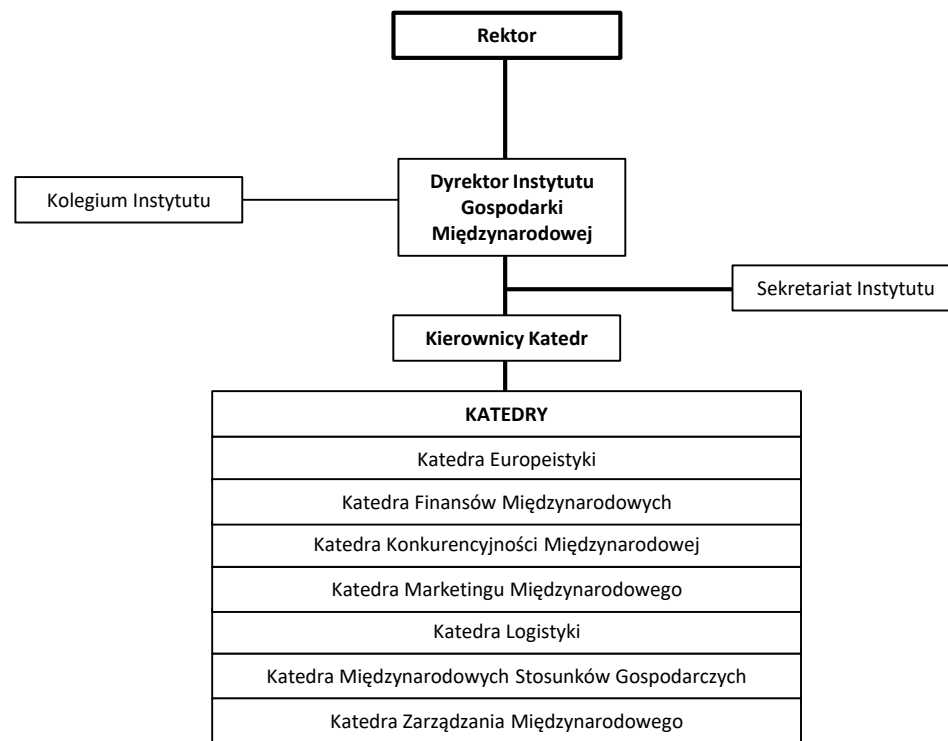 Rektor
Kolegium Instytutu
Dyrektor Instytutu
Gospodarki
Międzynarodowej
Sekretariat Instytutu
Kierownicy Katedr
KATEDRY
Katedra Europeistyki
Katedra Finansów Międzynarodowych
Katedra Konkurencyjności Międzynarodowej
Katedra Marketingu Międzynarodowego
Katedra Logistyki
Katedra Międzynarodowych Stosunków Gospodarczych
Katedra Zarządzania Międzynarodowego